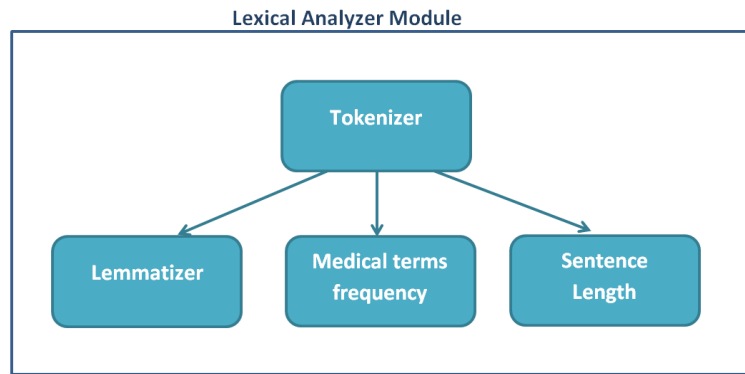 Lexical Analyzer Module
Tokenizer
Lemmatizer
Medical terms
frequency
Sentence
Length